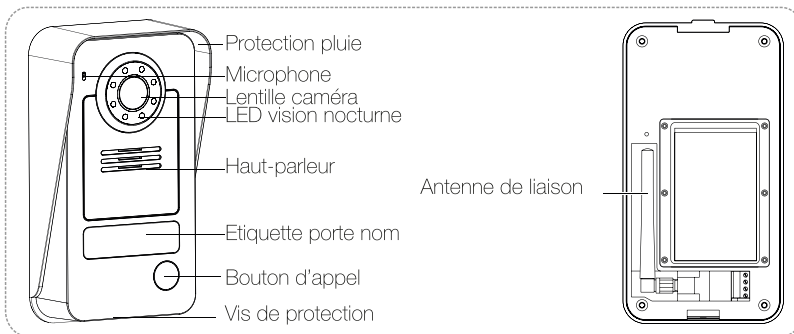 Protection pluie
Microphone
Lentille caméra
LED vision nocturne
Haut-parleur
Antenne de liaison
Etiquette porte nom
Bouton d'appel
Vis de protection